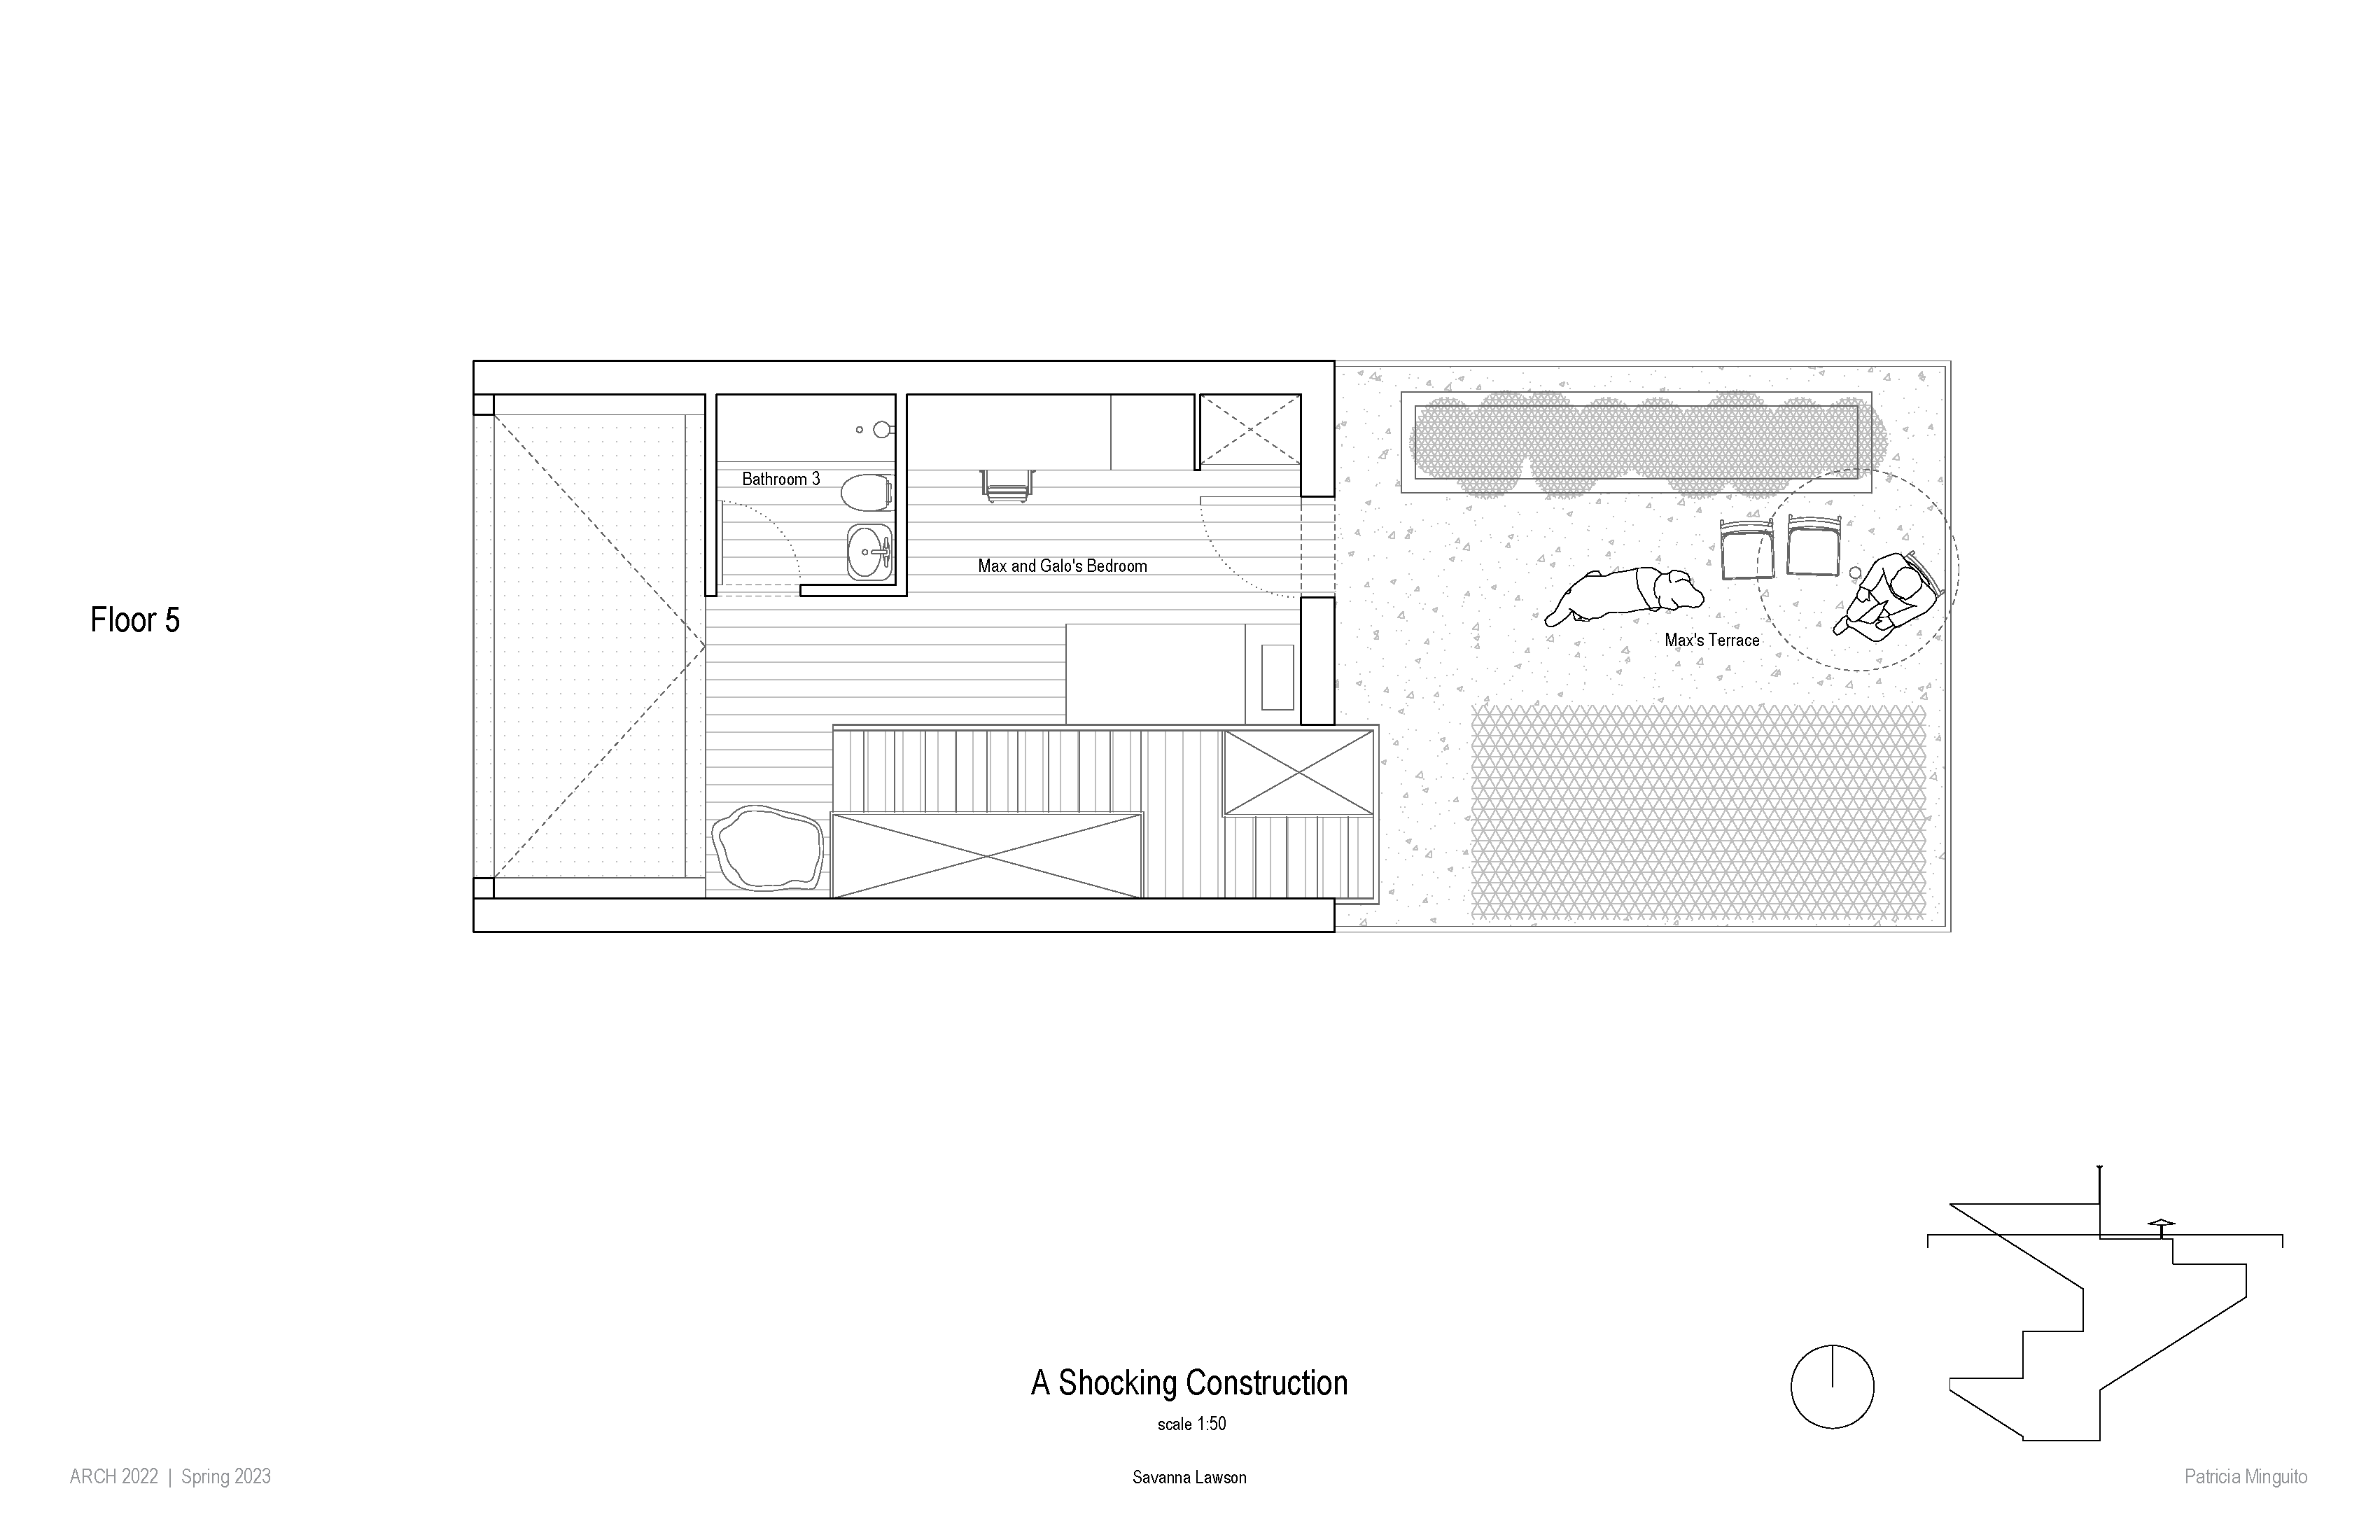 Bathroom 3
Max and Galo's Bedroom
Floor 5
Max's Terrace
A Shocking Construction
scale 1:50
ARCH 2022 | Spring 2023
Savanna Lawson
Patricia Minguito